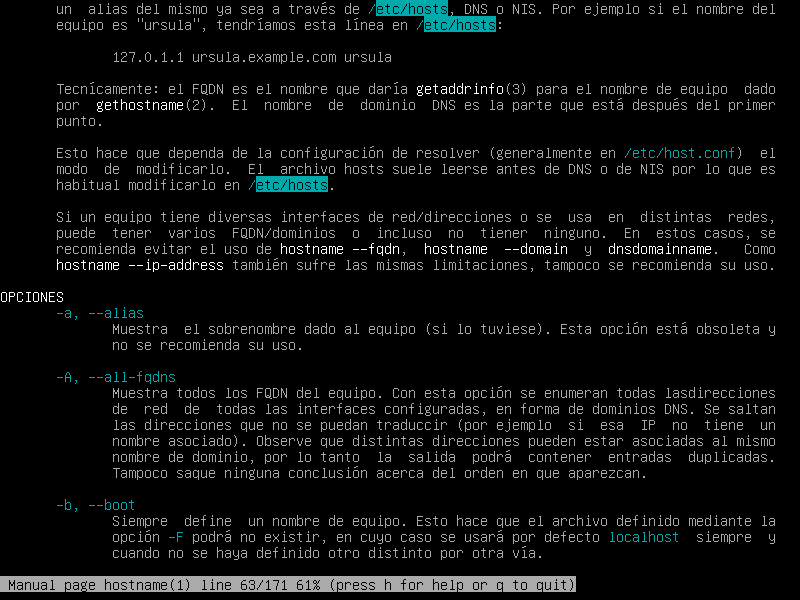 un alias del mismo ya sea a través de /etc/hosts, DNS o NIS. Por ejemplo si el nombre del
equipo es "ursula", tendríamos esta línea en /etc/hosts:
127.0.1.1 ursula.example.com ursula
Tecnícamente: el FQDN es el nombre que daría getaddrinfo(3) para el nombre de equipo dado
por gethostname(2). El nombre de dominio DNS es la parte que está después del primer
punto.
Esto hace que dependa de la configuración de resolver (generalmente en /etc/host.conf) el
modo de modificarlo. El archivo hosts suele leerse antes de DNS o de NIS por lo que es
habitual modificarlo en /etc/hosts.
Si un equipo tiene diversas interfaces de red/direcciones o se usa en distintas redes,
puede tener varios FQDN/dominios o incluso no tener ninguno. En estos casos, se
recomienda evitar el uso de hostname --fqdn, hostname --domain y dnsdomainname. Como
hostname --ip-address también sufre las mismas limitaciones, tampoco se recomienda su uso.
OPCIONES
-a, --alias
Muestra el sobrenombre dado al equipo (si lo tuviese). Esta opción está obsoleta y
no se recomienda su uso.
-A, --all-fqdns
Muestra todos los FQDN del equipo. Con esta opción se enumeran todas lasdirecciones
de red de todas las interfaces configuradas, en forma de dominios DNS. Se saltan
las direcciones que no se puedan traduccir (por ejemplo si esa IP no tiene un
nombre asociado). Observe que distintas direcciones pueden estar asociadas al mismo
nombre de dominio, por lo tanto la salida podrá contener entradas duplicadas.
Tampoco saque ninguna conclusión acerca del orden en que aparezcan.
-b, --boot
Siempre define un nombre de equipo. Esto hace que el archivo definido mediante la
opción -F podrá no existir, en cuyo caso se usará por defecto localhost siempre y
cuando no se haya definido otro distinto por otra vía.
Manual page hostname(1) line 63/171 61% (press h for help or q to quit)